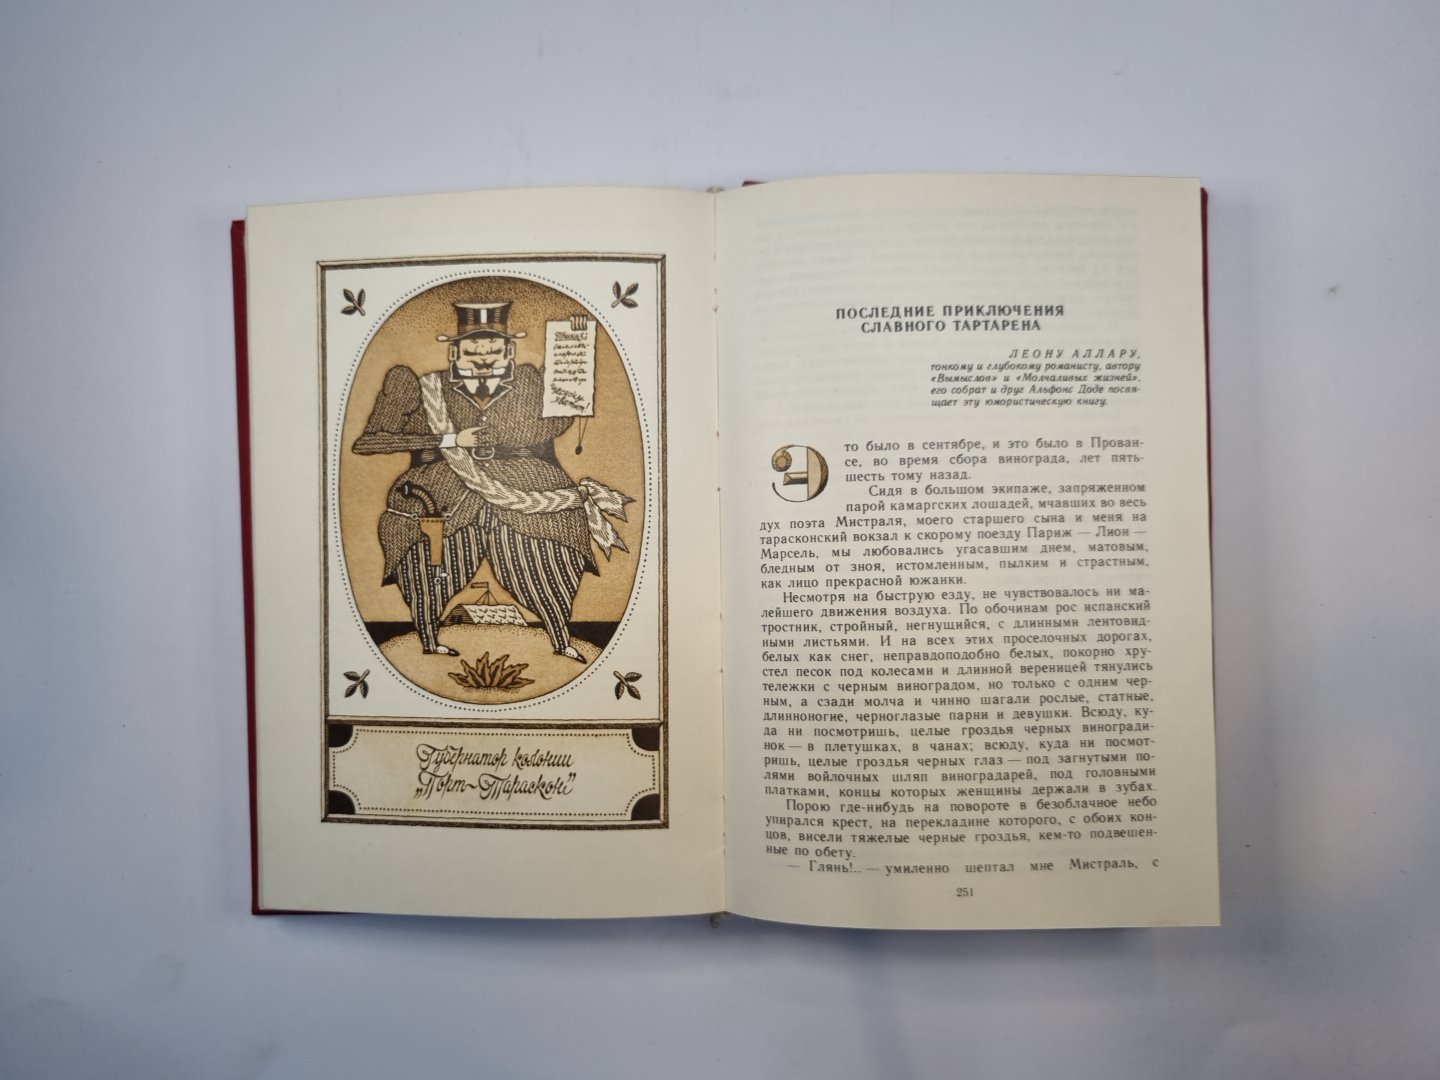 Губернатор колонии
„Порт-Тараскон"
ПОСЛЕДНИЕ ПРИКЛЮЧЕНИЯ
СЛАВНОГО ТАРТАРЕНА
ЛЕОНУ АЛЛАРУ,
тонкому и глубокому романисту, автору
«Вымыслов» и «Молчаливых жизней»,
его собрат и друг Альфонс Доде посвя-
щает эту юмористическую книгу.
Это было в сентябре, и это было в Прован-
се, во время сбора винограда, лет пять-
шесть тому назад.
Сидя в большом экипаже, запряженном
парой камаргских лошадей, мчавших во весь
дух поэта Мистраля, моего старшего сына и меня на
тарасконский вокзал к скорому поезду Париж — Лион —
Марсель, мы любовались угасавшим днем, матовым,
бледным от зноя, истомленным, пылким и страстным,
как лицо прекрасной южанки.
Несмотря на быструю езду, не чувствовалось ни ма-
лейшего движения воздуха. По обочинам рос испанский
тростник, стройный, негнущийся, с длинными лентовид-
ными листьями. И на всех этих проселочных дорогах,
белых как снег, неправдоподобно белых, покорно хру-
стел песок под колесами и длинной вереницей тянулись
тележки с черным виноградом, но только с одним чер-
ным, а сзади молча и чинно шагали рослые, статные,
длинноногие, черноглазые парни и девушки. Всюду, ку-
да ни посмотришь, целые гроздья черных виногради-
нок — в плетушках, в чанах; всюду, куда ни посмот-
ришь, целые гроздья черных глаз — под загнутыми по-
лями войлочных шляп виноградарей, под головными
платками, концы которых женщины держали в зубах.
Порою где-нибудь на повороте в безоблачное небо
упирался крест, на перекладине которого, с обоих кон-
цов, висели тяжелые черные гроздья, кем-то подвешен-
ные по обету.
— Глянь!.. — умиленно шептал мне Мистраль, с
251